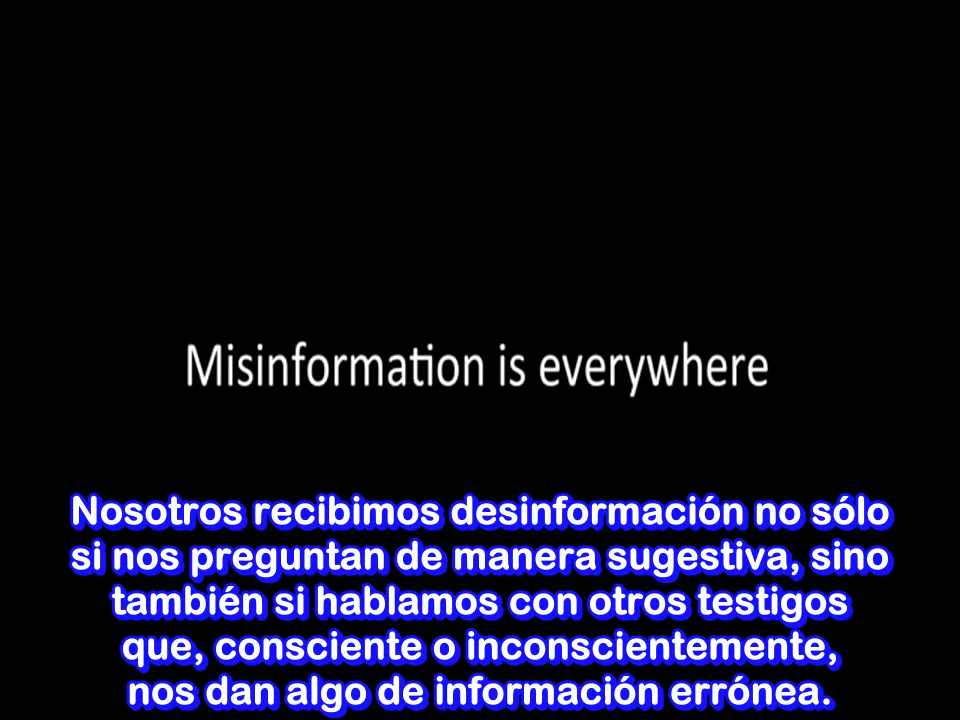 Misinformation is everywhere
Nosotros recibimos desinformación no sólo
si nos preguntan de manera sugestiva, sino
también si hablamos con otros testigos
que, consciente o inconscientemente,
nos dan algo de información errónea.